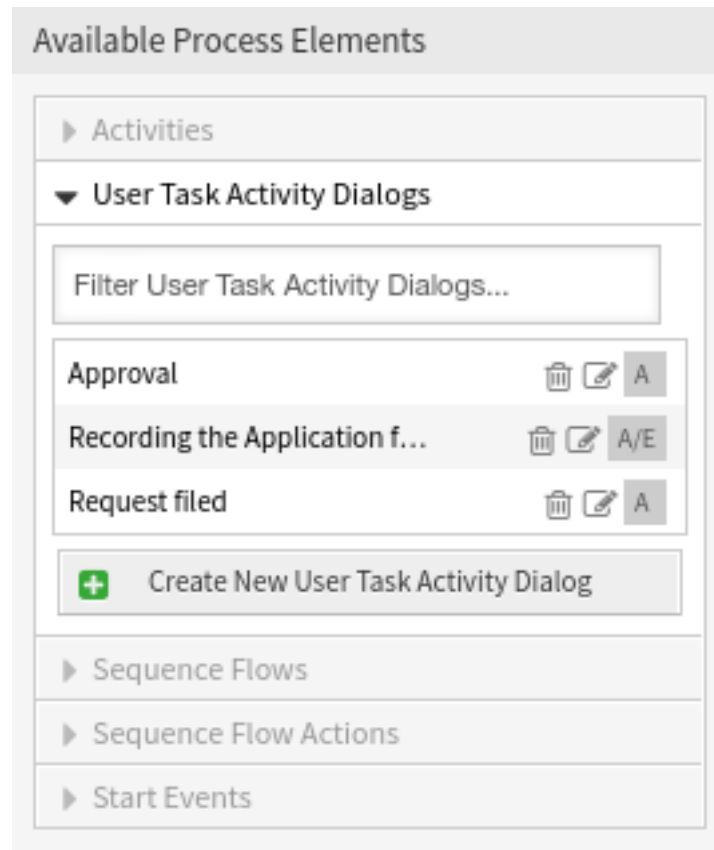 Available Process Elements
Activities
User Task Activity Dialogs
Filter User Task Activity Dialogs...
Approval A
Recording the Application f... A/E
Request filed A
Create New User Task Activity Dialog
Sequence Flows
Sequence Flow Actions
Start Events